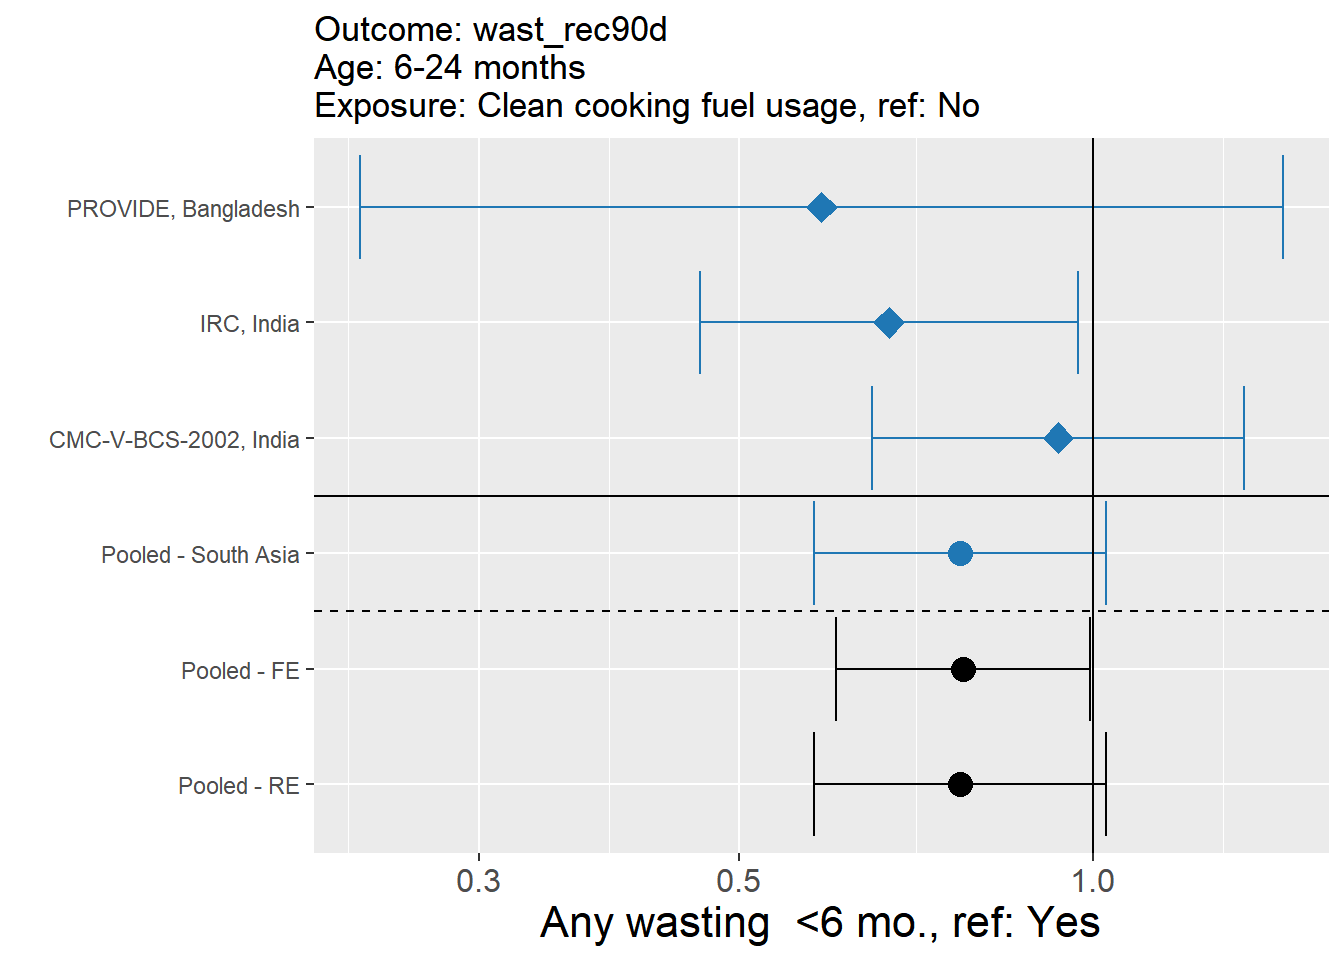 Outcome: wast_rec90d
Age: 6-24 months
Exposure: Clean cooking fuel usage, ref: No
PROVIDE, Bangladesh
IRC, India
CMC-V-BCS-2002, India
Pooled - South Asia
Pooled - FE
Pooled - RE
0.3 0.5 1.0
Any wasting  <6 mo., ref: Yes